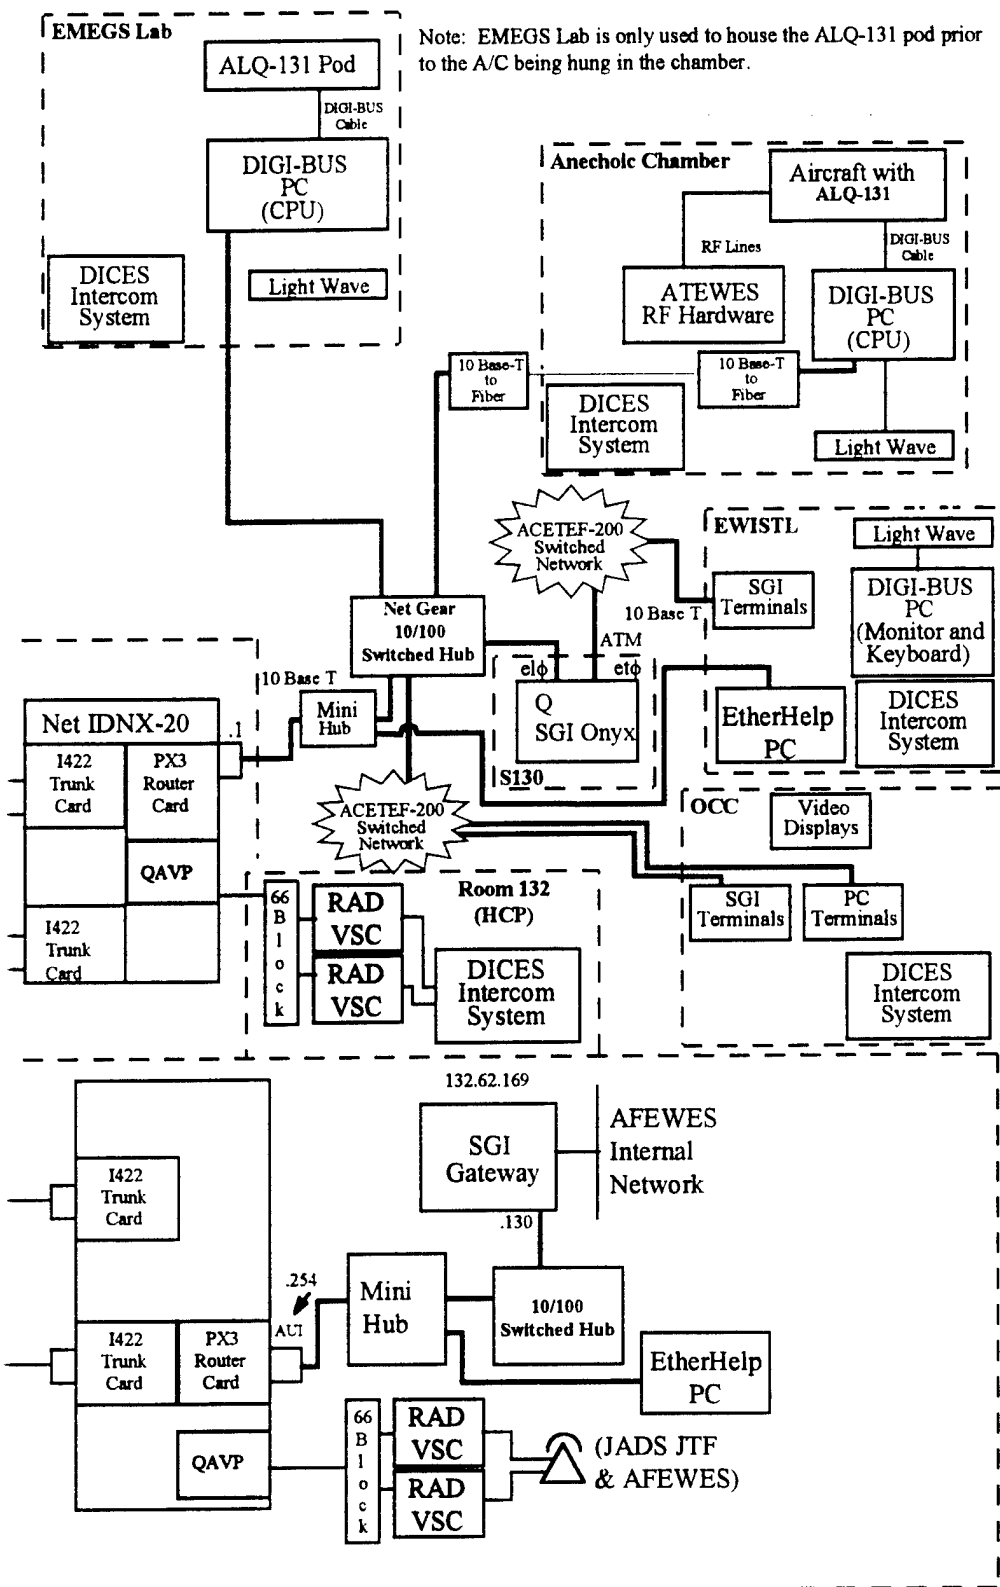 EMEGS Lab
Note: EMEGS Lab is only used to house the ALQ-131 pod prior
to the A/C being hung in the chamber.
ALQ-131 Pod
DIGI-BUS
Cable
DIGI-BUS
PC
(CPU)
DICES
Intercom
System
Light Wave
Anechoic Chamber
Aircraft with
ALQ-131
RF Lines
DIGI-BUS
Cable
ATEWES
RF Hardware
DIGI-BUS
PC
(CPU)
10 Base-T
to
Fiber
10 Base-T
to
Fiber
DICES
Intercom
System
Light Wave
ACETEF-200
Switched
Network
EWISTL
Light Wave
SGI
Terminals
10 Base T
DIGI-BUS
PC
(Monitor and
Keyboard)
EtherHelp
PC
DICES
Intercom
System
Net Gear
10/100
Switched Hub
ATM
elϕ
etϕ
Q
SGI Onyx
S130
10 Base T
Mini
Hub
Net IDNX-20
.1
I422
Trunk
Card
PX3
Router
Card
QAVP
I422
Trunk
Card
ACETEF-200
Switched
Network
OCC
Video
Displays
SGI
Terminals
PC
Terminals
DICES
Intercom
System
Room 132
(HCP)
66
B
l
o
c
k
RAD
VSC
RAD
VSC
DICES
Intercom
System
132.62.169
SGI
Gateway
AFEWES
Internal
Network
.130
I422
Trunk
Card
.254
AUI
Mini
Hub
10/100
Switched Hub
I422
Trunk
Card
PX3
Router
Card
EtherHelp
PC
QAVP
66
B
l
o
c
k
RAD
VSC
RAD
VSC
(JADS JTF
& AFEWES)